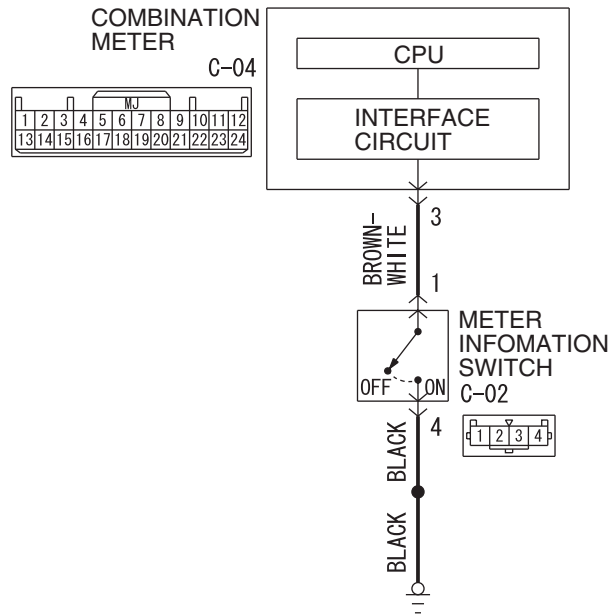 COMBINATION
METER
C-04
MJ
1 2 3 4 5 6 7 8 9 10 11 12
13 14 15 16 17 18 19 20 21 22 23 24
CPU
INTERFACE
CIRCUIT
3
BROWN-
WHITE
1
METER
INFOMATION
SWITCH
C-02
OFF ON
4
1 2 3 4
BLACK
BLACK